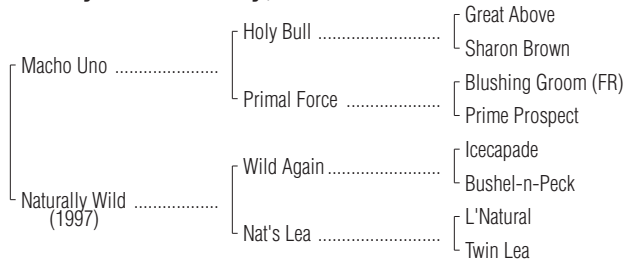 Great Above
Holy Bull ......................
Sharon Brown
Macho Uno ...................
Blushing Groom (FR)
Primal Force .................
Prime Prospect
Icecapade
Wild Again....................
Bushel-n-Peck
Naturally Wild ...............
(1997)
L'Natural
Nat's Lea ......................
Twin Lea